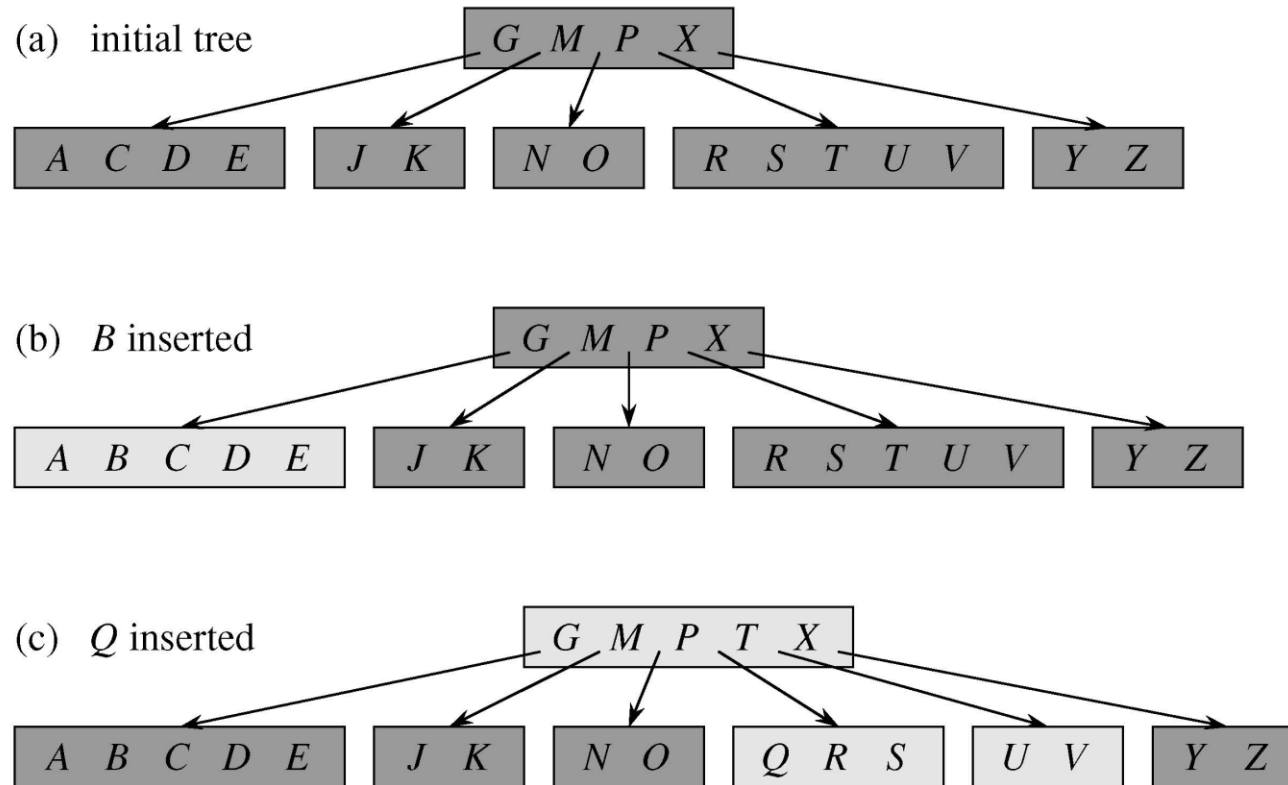 (a) initial tree
G M P X
A C D E J K N O R S T U V Y Z
(b) B inserted
G M P X
A B C D E J K N O R S T U V Y Z
(c) Q inserted
G M P T X
A B C D E J K N O Q R S U V Y Z